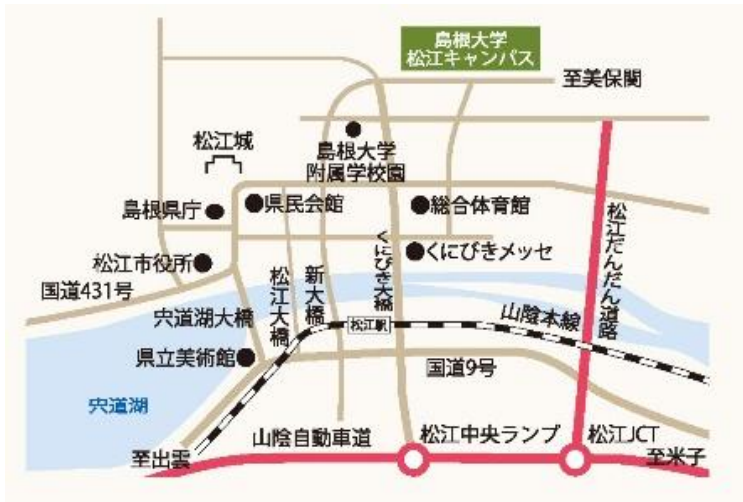 島根大学
松江キャンパス
至美保関
松江城
島根大学
附属学校園
島根県庁
県民会館
総合体育館
松江だんだん道路
くにびきメッセ
くにびき大橋
松江市役所
国道431号
松江大橋
新大橋
宍道湖大橋
松江駅
山陰本線
県立美術館
国道9号
宍道湖
山陰自動車道
松江中央ランプ
松江JCT
至出雲
至米子